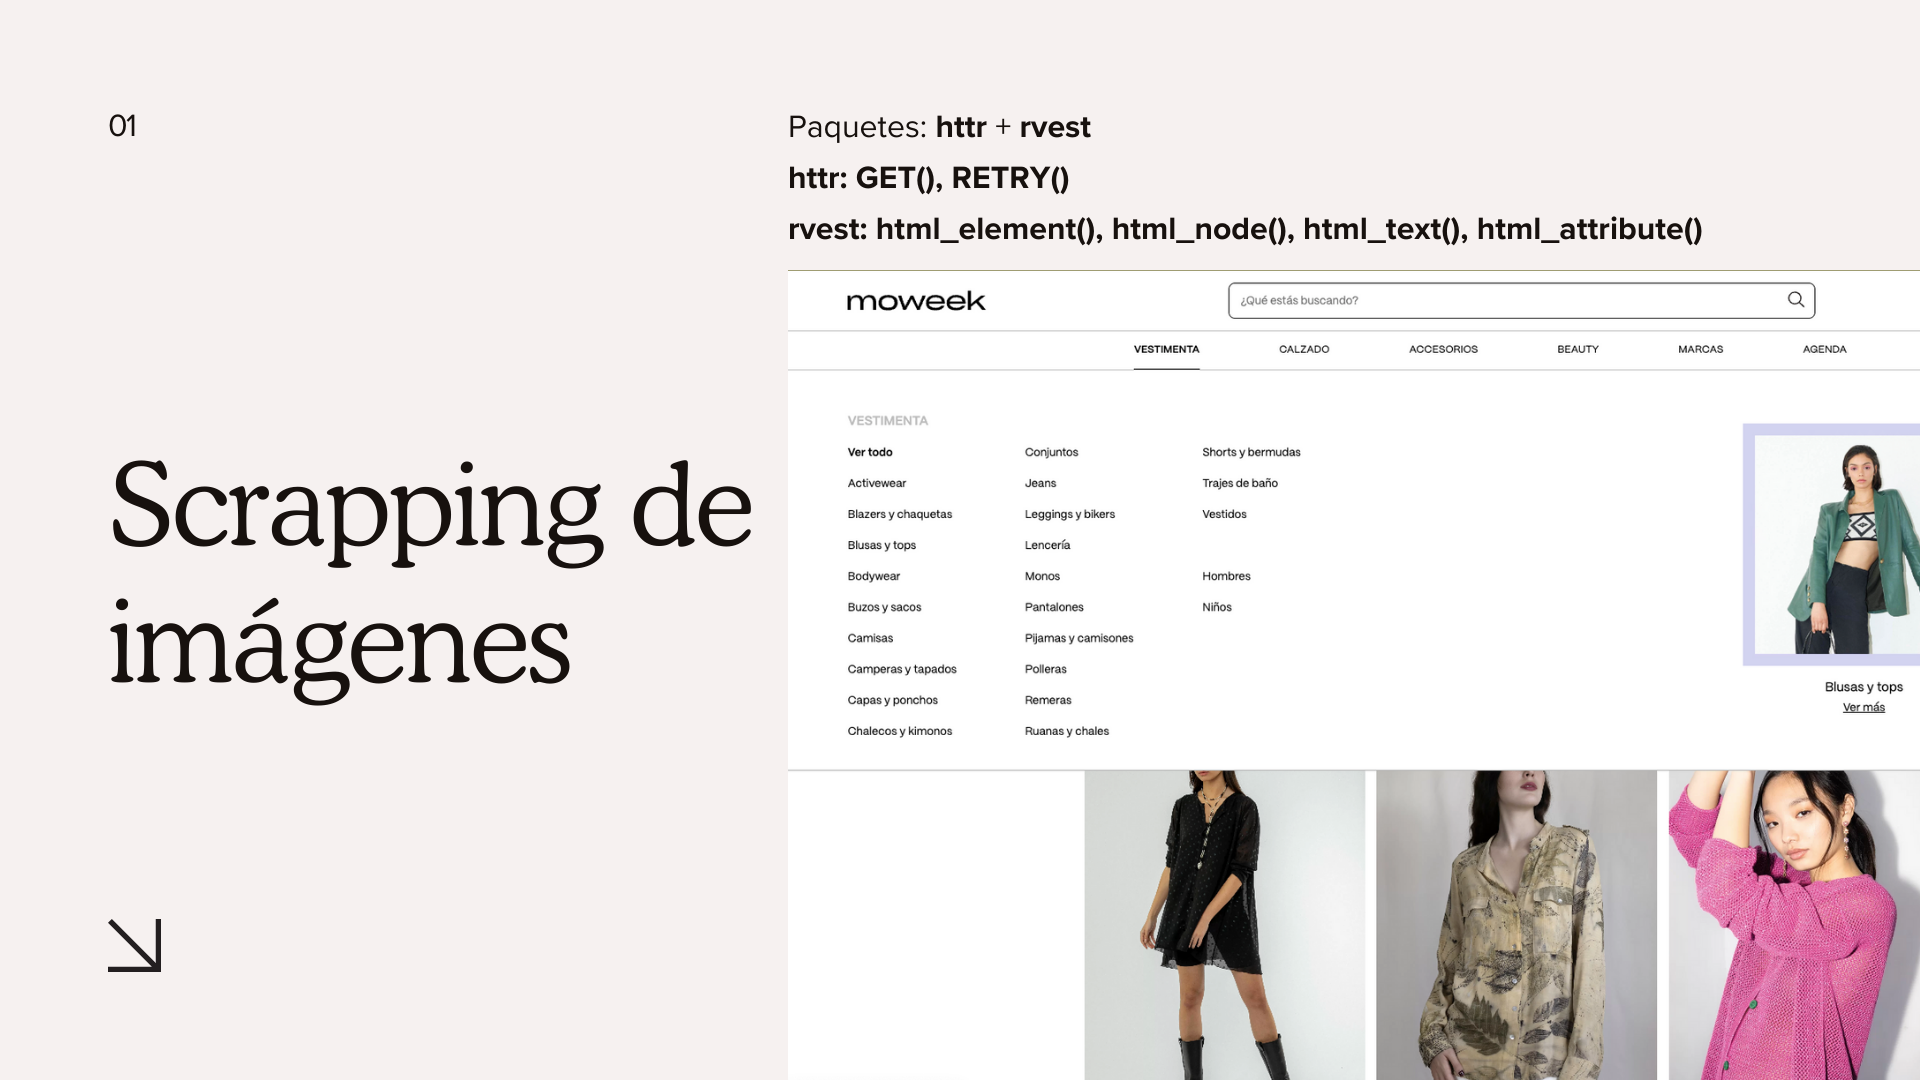 01
Paquetes: httr + rvest
httr: GET(), RETRY()
rvest: html_element(), html_node(), html_text(), html_attribute()
Scrapping de
imágenes
moweek
¿Qué estás buscando?
VESTIMENTA CALZADO ACCESORIOS BEAUTY MARCAS AGENDA
VESTIMENTA
Ver todo Conjuntos Shorts y bermudas
Activewear Jeans Trajes de baño
Blazers y chaquetas Leggings y bikers Vestidos
Blusas y tops Lencería
Bodywear Monos Hombres
Buzos y sacos Pantalones Niños
Camisas Pijamas y camisones
Camperas y tapados Polleras
Capas y ponchos Remeras
Chalecos y kimonos Ruanas y chales
Blusas y tops
Ver más